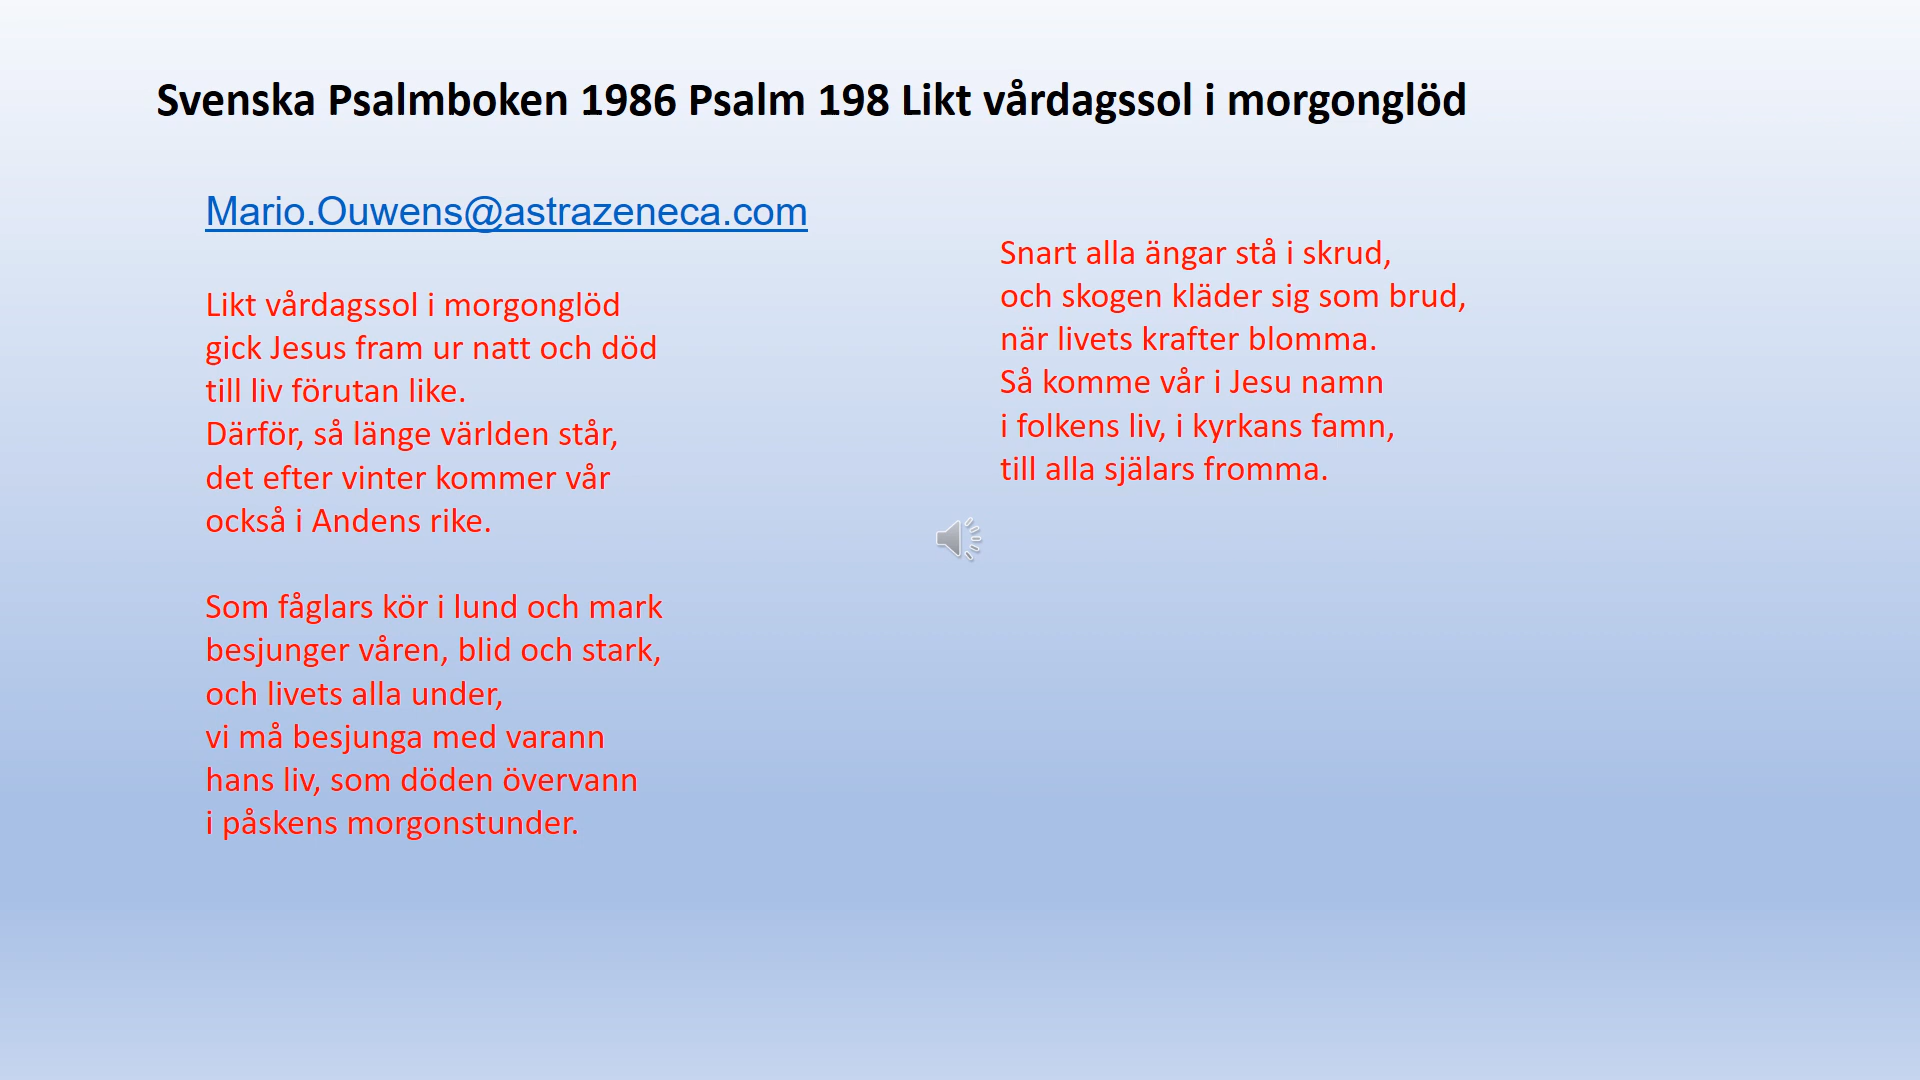 Svenska Psalmboken 1986 Psalm 198 Likt vårdagssol i morgonglöd
Mario.Ouwens@astrazeneca.com
Likt vårdagssol i morgonglöd
gick Jesus fram ur natt och död
till liv förutan like.
Därför, så länge världen står,
det efter vinter kommer vår
också i Andens rike.
Som fåglars kör i lund och mark
besjunger våren, blid och stark,
och livets alla under,
vi må besjunga med varann
hans liv, som döden övervann
i påskens morgonstunder.
Snart alla ängar stå i skrud,
och skogen kläder sig som brud,
när livets krafter blomma.
Så komme vår i Jesu namn
i folkens liv, i kyrkans famn,
till alla själars fromma.